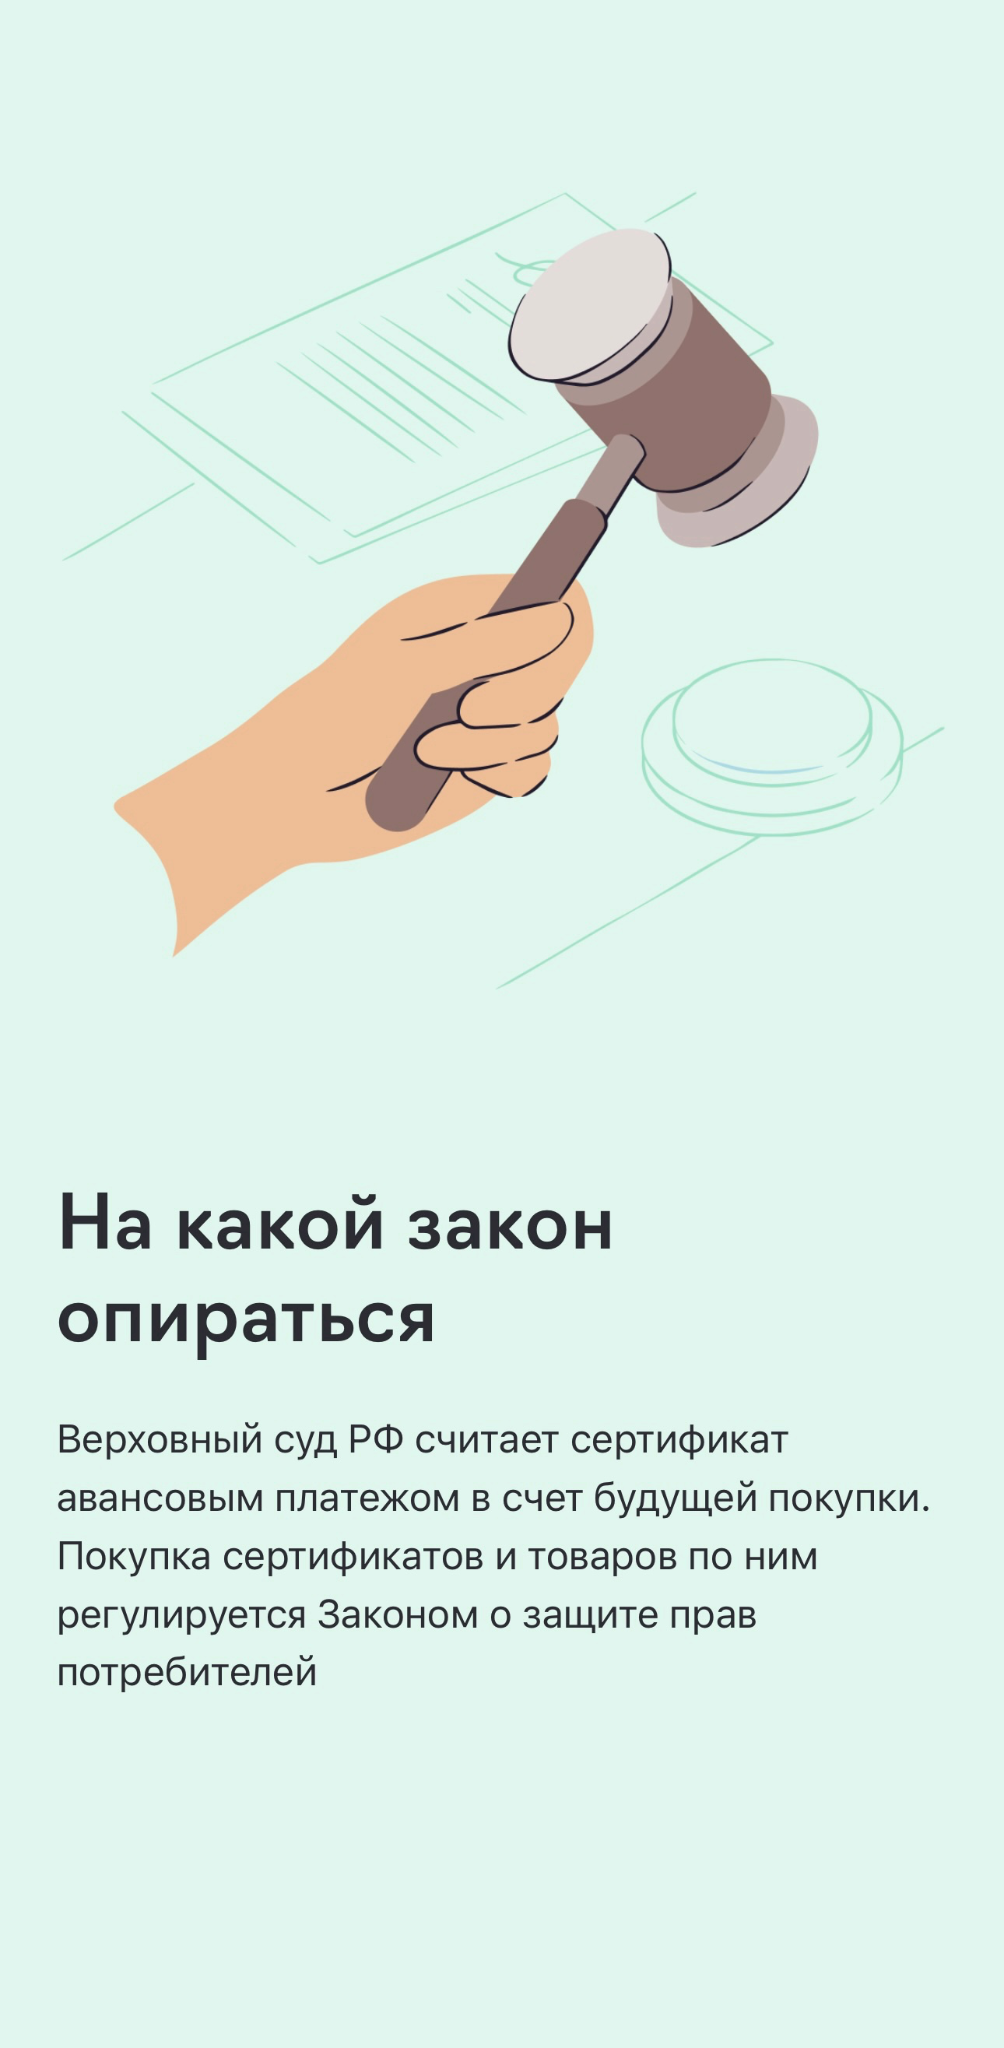 На какой закон
опираться
Верховный суд РФ считает сертификат
авансовым платежом в счет будущей покупки.
Покупка сертификатов и товаров по ним
регулируется Законом о защите прав
потребителей